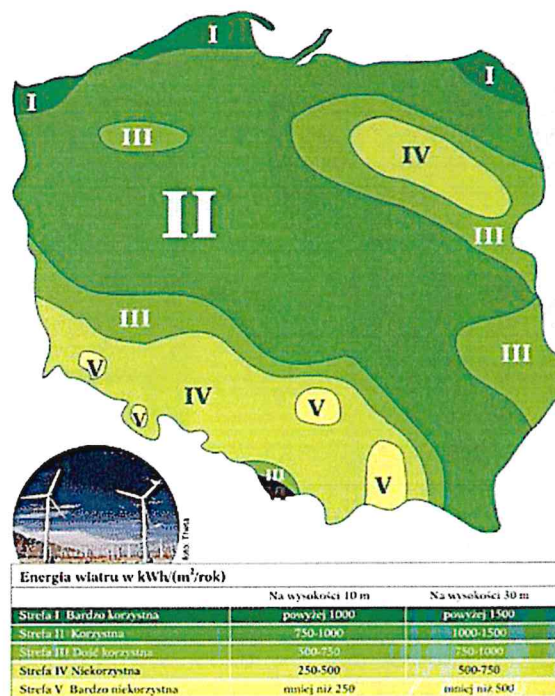 I
I
I
III
IV
II
III
III
III
V
IV
V
V
III
V
foto: Theta
Energia wiatru w kWh/(m²/rok)
Na wysokości 10 m Na wysokości 30 m
Strefa I Bardzo korzystna powyżej 1000 powyżej 1500
Strefa II Korzystna 750-1000 1000-1500
Strefa III Dość korzystna 500-750 750-1000
Strefa IV Niekorzystna 250-500 500-750
Strefa V Bardzo niekorzystna mniej niż 250 mniej niż 500